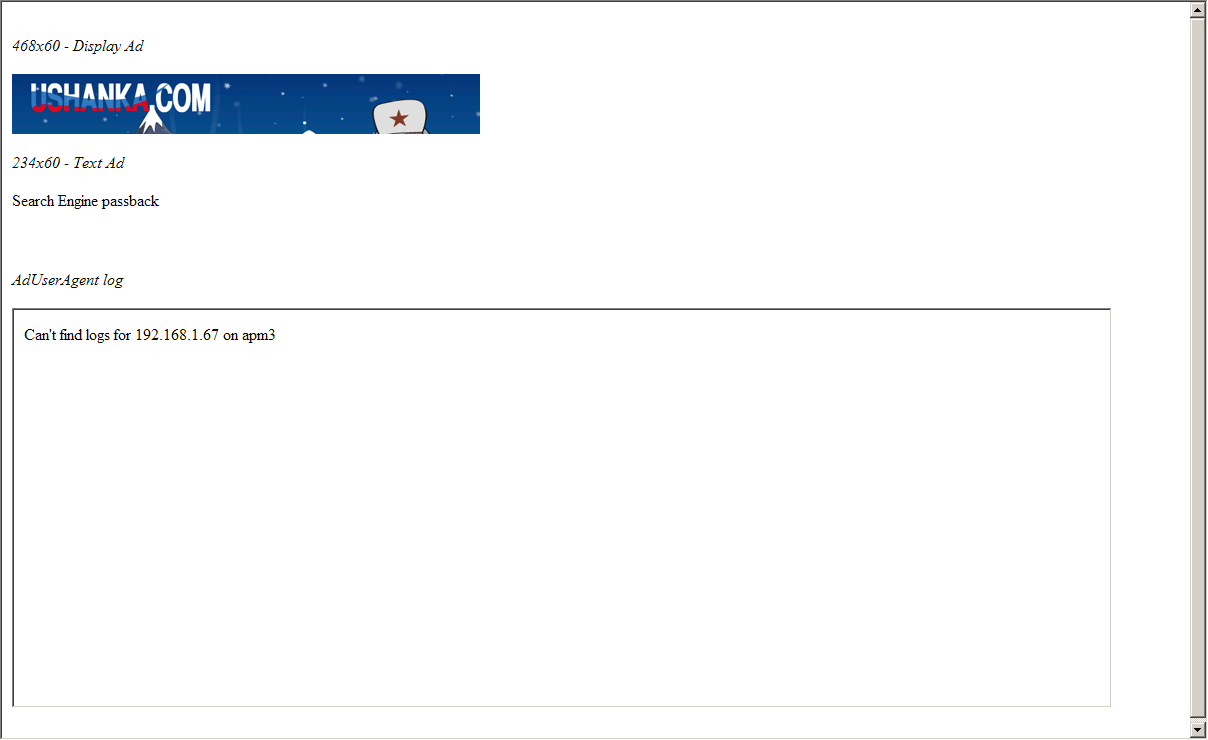 468x60 - Display Ad
USHANKA.COM
234x60 - Text Ad
Search Engine passback
AdUserAgent log
Can't find logs for 192.168.1.67 on apm3